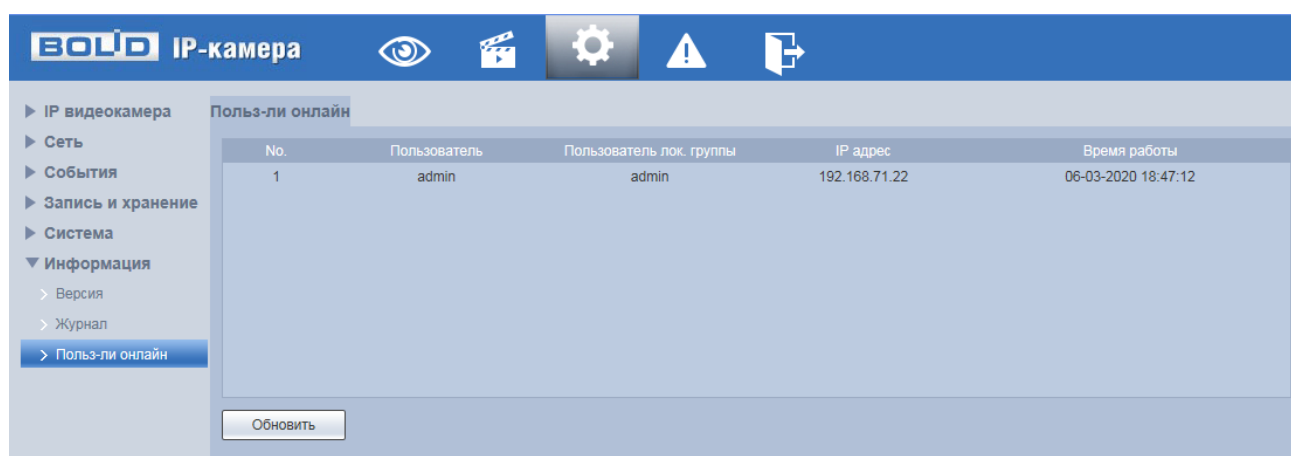 BOLID IP-камера
IP видеокамера
Сеть
События
Запись и хранение
Система
Информация
Версия
Журнал
Польз-ли онлайн
Польз-ли онлайн
No. Пользователь Пользователь лок. группы IP адрес Время работы
1 admin admin 192.168.71.22 06-03-2020 18:47:12
Обновить